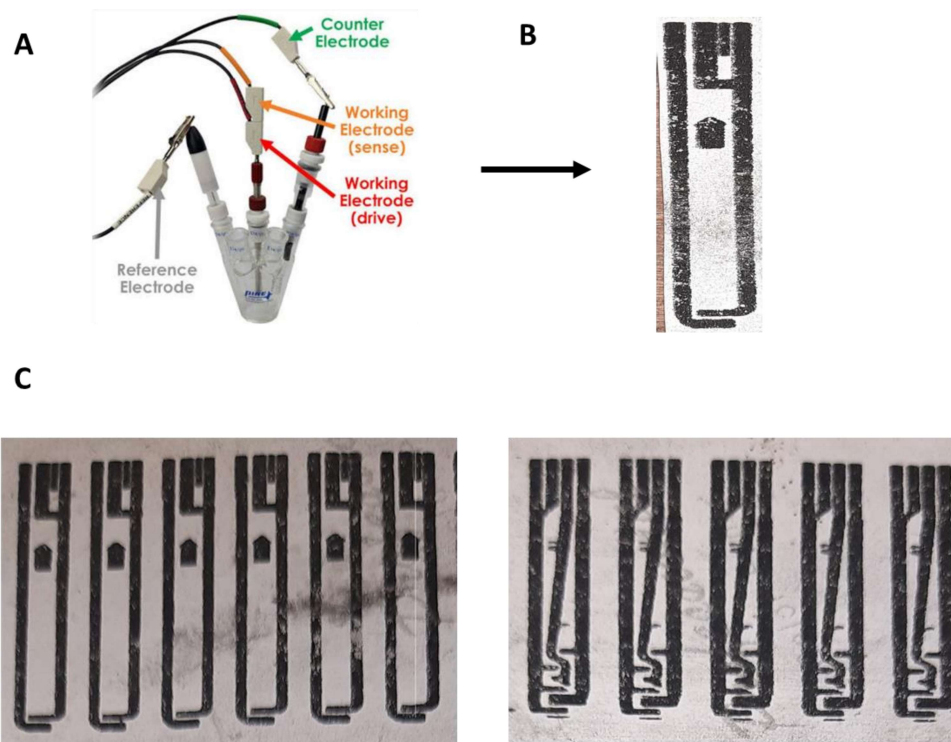 A
Counter
Electrode
Working
Electrode
(sense)
Working
Electrode
(drive)
Reference
Electrode
B
C